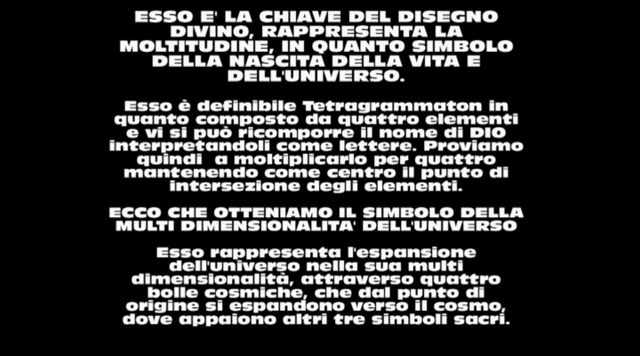 ESSO E' LA CHIAVE DEL DISEGNO
DIVINO, RAPPRESENTA LA
MOLTITUDINE, IN QUANTO SIMBOLO
DELLA NASCITA DELLA VITA E
DELL'UNIVERSO.
Esso è definibile Tetragrammaton in
quanto composto da quattro elementi
e vi si può ricomporre il nome di DIO
interpretandoli come lettere. Proviamo
quindi a moltiplicarlo per quattro
mantenendo come centro il punto di
intersezione degli elementi.
ECCO CHE OTTENIAMO IL SIMBOLO DELLA
MULTI DIMENSIONALITA' DELL'UNIVERSO
Esso rappresenta l'espansione
dell'universo nella sua multi
dimensionalità, attraverso quattro
bolle cosmiche, che dal punto di
origine si espandono verso il cosmo,
dove appaiono altri tre simboli sacri.